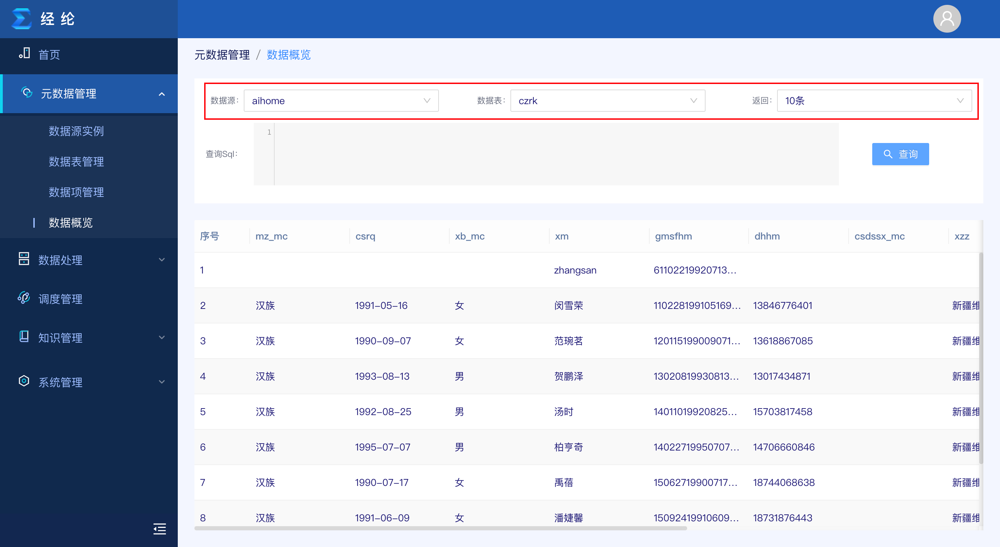 经纶
首页
元数据管理
数据源实例
数据表管理
数据项管理
数据概览
数据处理
调度管理
知识管理
系统管理
元数据管理 / 数据概览
数据源: aihome 数据表: czrk 返回: 10条
1
查询Sql:
查询
序号 mz_mc csrq xb_mc xm gmsfhm dhhm csdssx_mc xzz
1 zhangsan 61102219920713...
2 汉族 1991-05-16 女 闵雪荣 110228199105169... 13846776401 新疆维
3 汉族 1990-09-07 女 范琬茗 120115199009071... 13618867085 新疆维
4 汉族 1993-08-13 男 贺鹏泽 13020819930813... 13017434871 新疆维
5 汉族 1992-08-25 男 汤时 14011019920825... 15703817458 新疆维
6 汉族 1995-07-07 男 柏亨奇 14022719950707... 14706660846 新疆维
7 汉族 1990-07-17 女 禹蓓 15062719900717... 18744068638 新疆维
8 汉族 1991-06-09 女 潘婕馨 15092419910609... 18731876443 新疆维